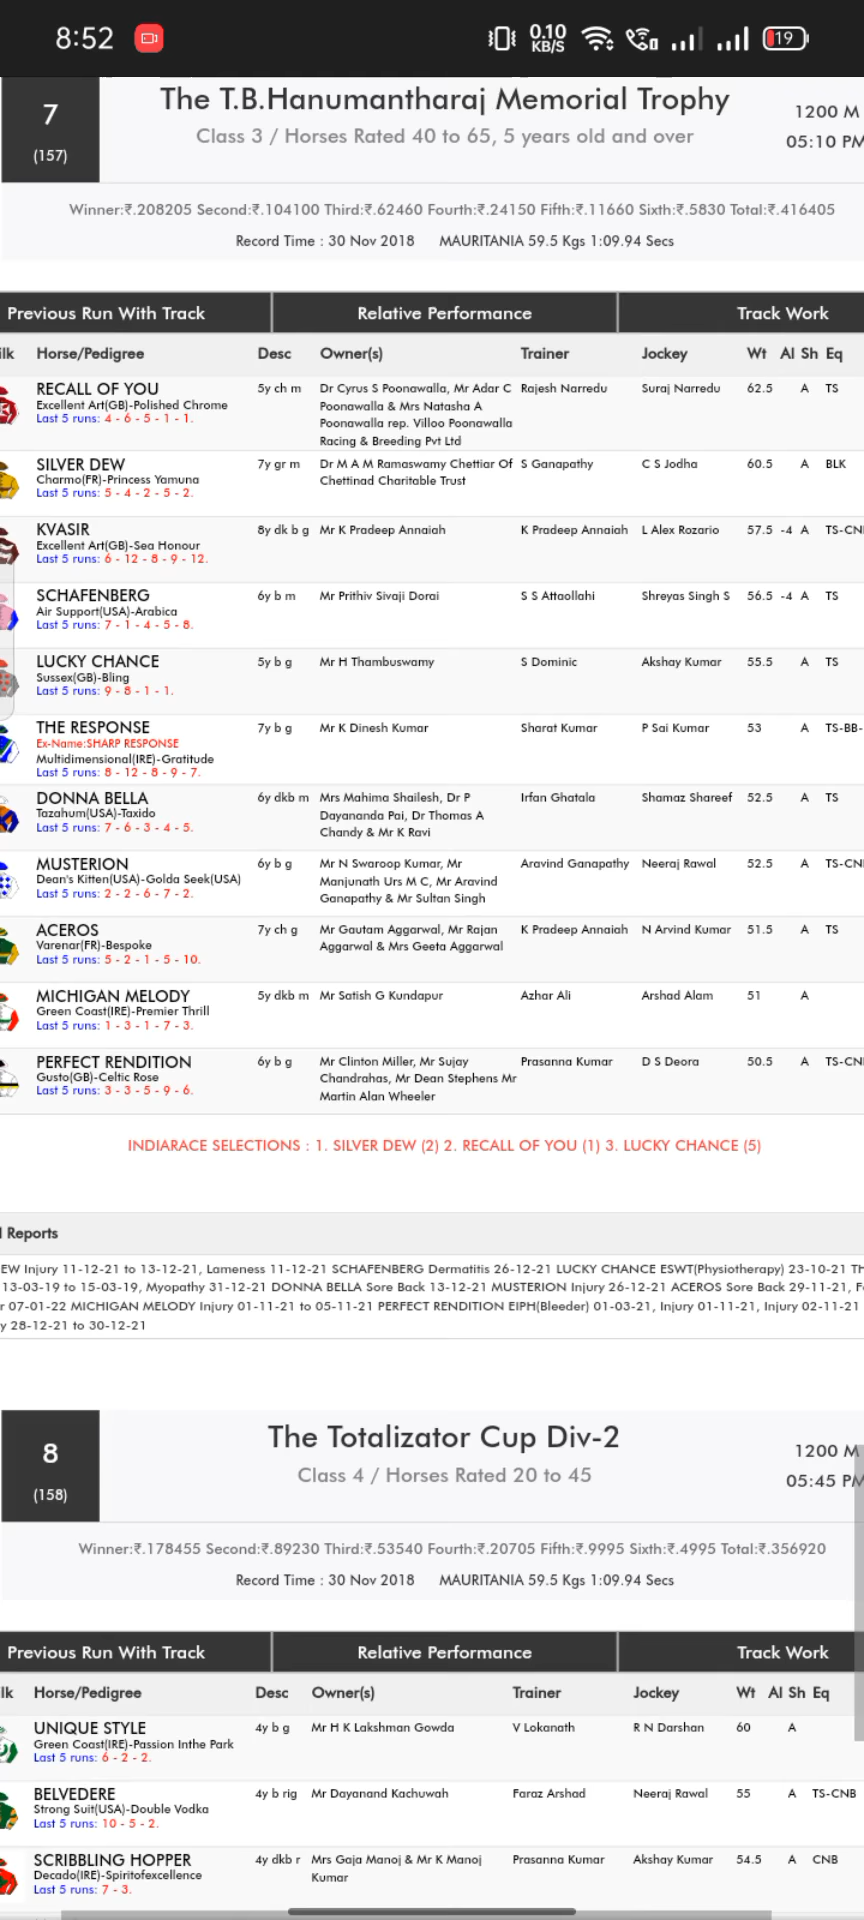 8:52 0.10 KB/S 19
7 The T.B.Hanumantharaj Memorial Trophy 1200 M
(157) Class 3 / Horses Rated 40 to 65, 5 years old and over 05:10 PM
Winner:₹.208205 Second:₹.104100 Third:₹.62460 Fourth:₹.24150 Fifth:₹.11660 Sixth:₹.5830 Total:₹.416405
Record Time : 30 Nov 2018 MAURITANIA 59.5 Kgs 1:09.94 Secs
Previous Run With Track Relative Performance Track Work
ilk Horse/Pedigree Desc Owner(s) Trainer Jockey Wt Al Sh Eq
RECALL OF YOU 5y ch m Dr Cyrus S Poonawalla, Mr Adar C Rajesh Narredu Suraj Narredu 62.5 A TS
Excellent Art(GB)-Polished Chrome Poonawalla & Mrs Natasha A
Last 5 runs: 4 - 6 - 5 - 1 - 1. Poonawalla rep. Villoo Poonawalla
Racing & Breeding Pvt Ltd
SILVER DEW 7y gr m Dr M A M Ramaswamy Chettiar Of S Ganapathy C S Jodha 60.5 A BLK
Charmo(FR)-Princess Yamuna Chettinad Charitable Trust
Last 5 runs: 5 - 4 - 2 - 5 - 2.
KVASIR 8y dk b g Mr K Pradeep Annaiah K Pradeep Annaiah L Alex Rozario 57.5 -4 A TS-CN
Excellent Art(GB)-Sea Honour
Last 5 runs: 6 - 12 - 8 - 9 - 12.
SCHAFENBERG 6y b m Mr Prithiv Sivaji Dorai S S Attaollahi Shreyas Singh S 56.5 -4 A TS
Air Support(USA)-Arabica
Last 5 runs: 7 - 1 - 4 - 5 - 8.
LUCKY CHANCE 5y b g Mr H Thambuswamy S Dominic Akshay Kumar 55.5 A TS
Sussex(GB)-Bling
Last 5 runs: 9 - 8 - 1 - 1.
THE RESPONSE 7y b g Mr K Dinesh Kumar Sharat Kumar P Sai Kumar 53 A TS-BB-
Ex-Name:SHARP RESPONSE
Multidimensional(IRE)-Gratitude
Last 5 runs: 8 - 12 - 8 - 9 - 7.
DONNA BELLA 6y dkb m Mrs Mahima Shailesh, Dr P Irfan Ghatala Shamaz Shareef 52.5 A TS
Tazahum(USA)-Taxido Dayananda Pai, Dr Thomas A
Last 5 runs: 7 - 6 - 3 - 4 - 5. Chandy & Mr K Ravi
MUSTERION 6y b g Mr N Swaroop Kumar, Mr Aravind Ganapathy Neeraj Rawal 52.5 A TS-CN
Dean's Kitten(USA)-Golda Seek(USA) Manjunath Urs M C, Mr Aravind
Last 5 runs: 2 - 2 - 6 - 7 - 2. Ganapathy & Mr Sultan Singh
ACEROS 7y ch g Mr Gautam Aggarwal, Mr Rajan K Pradeep Annaiah N Arvind Kumar 51.5 A TS
Varenar(FR)-Bespoke Aggarwal & Mrs Geeta Aggarwal
Last 5 runs: 5 - 2 - 1 - 5 - 10.
MICHIGAN MELODY 5y dkb m Mr Satish G Kundapur Azhar Ali Arshad Alam 51 A
Green Coast(IRE)-Premier Thrill
Last 5 runs: 1 - 3 - 1 - 7 - 3.
PERFECT RENDITION 6y b g Mr Clinton Miller, Mr Sujay Prasanna Kumar D S Deora 50.5 A TS-CN
Gusto(GB)-Celtic Rose Chandrahas, Mr Dean Stephens Mr
Last 5 runs: 3 - 3 - 5 - 9 - 6. Martin Alan Wheeler
INDIARACE SELECTIONS : 1. SILVER DEW (2) 2. RECALL OF YOU (1) 3. LUCKY CHANCE (5)
l Reports
EW Injury 11-12-21 to 13-12-21, Lameness 11-12-21 SCHAFENBERG Dermatitis 26-12-21 LUCKY CHANCE ESWT(Physiotherapy) 23-10-21 TH
13-03-19 to 15-03-19, Myopathy 31-12-21 DONNA BELLA Sore Back 13-12-21 MUSTERION Injury 26-12-21 ACEROS Sore Back 29-11-21, F
r 07-01-22 MICHIGAN MELODY Injury 01-11-21 to 05-11-21 PERFECT RENDITION EIPH(Bleeder) 01-03-21, Injury 01-11-21, Injury 02-11-21
y 28-12-21 to 30-12-21
8 The Totalizator Cup Div-2 1200 M
(158) Class 4 / Horses Rated 20 to 45 05:45 PM
Winner:₹.178455 Second:₹.89230 Third:₹.53540 Fourth:₹.20705 Fifth:₹.9995 Sixth:₹.4995 Total:₹.356920
Record Time : 30 Nov 2018 MAURITANIA 59.5 Kgs 1:09.94 Secs
Previous Run With Track Relative Performance Track Work
lk Horse/Pedigree Desc Owner(s) Trainer Jockey Wt Al Sh Eq
UNIQUE STYLE 4y b g Mr H K Lakshman Gowda V Lokanath R N Darshan 60 A
Green Coast(IRE)-Passion Inthe Park
Last 5 runs: 6 - 2 - 2.
BELVEDERE 4y b rig Mr Dayanand Kachuwah Faraz Arshad Neeraj Rawal 55 A TS-CNB
Strong Suit(USA)-Double Vodka
Last 5 runs: 10 - 5 - 2.
SCRIBBLING HOPPER 4y dkb r Mrs Gaja Manoj & Mr K Manoj Prasanna Kumar Akshay Kumar 54.5 A CNB
Decado(IRE)-Spiritofexcellence Kumar
Last 5 runs: 7 - 3.